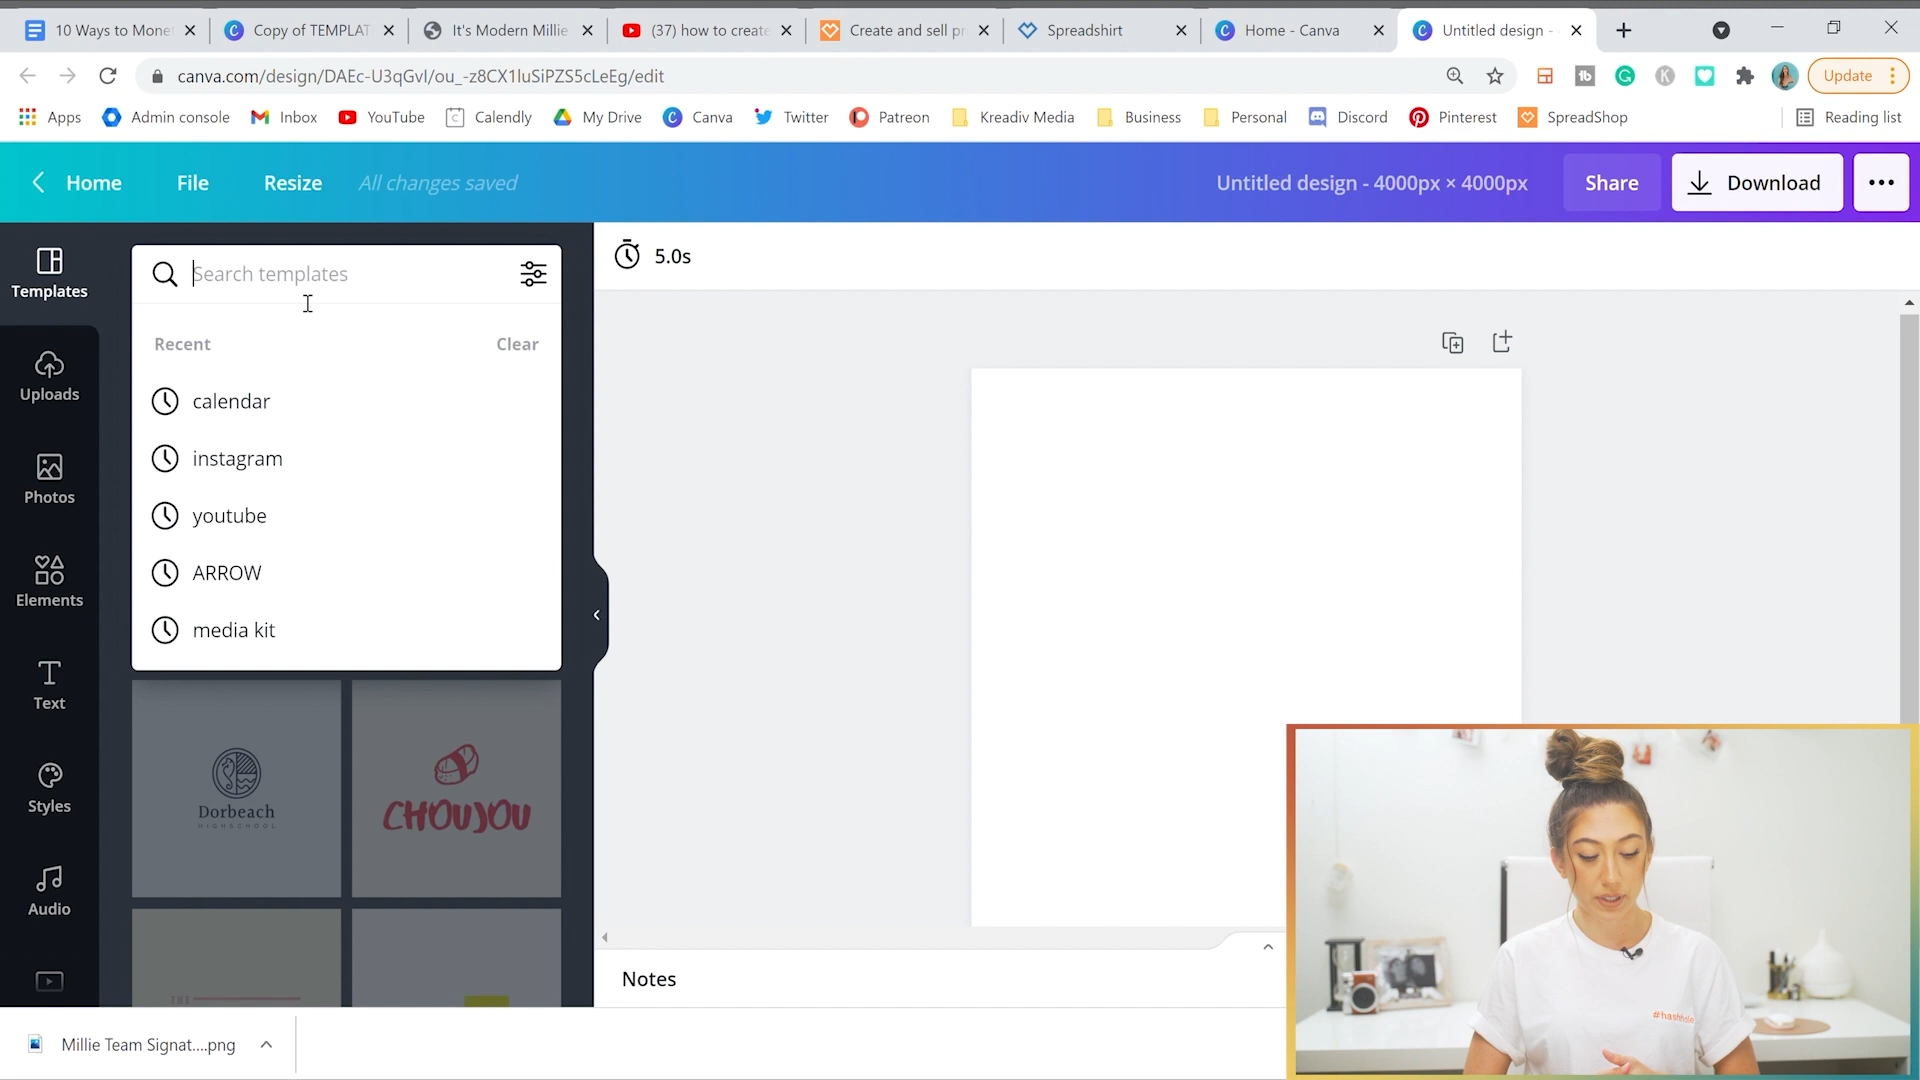 10 Ways to Mone
Copy of TEMPLAT
It's Modern Millie
(37) how to create
Create and sell pr
Spreadshirt
Home - Canva
Untitled design -
canva.com/design/DAEc-U3qGvI/ou_-z8CX1luSiPZS5cLeEg/edit
Update
Apps
Admin console
Inbox
YouTube
Calendly
My Drive
Canva
Twitter
Patreon
Kreadiv Media
Business
Personal
Discord
Pinterest
SpreadShop
Reading list
Home
File
Resize
All changes saved
Untitled design - 4000px × 4000px
Share
Download
Templates
Uploads
Photos
Elements
Text
Styles
Audio
Search templates
5.0s
Recent
Clear
calendar
instagram
youtube
ARROW
media kit
Dorbeach
HIGHSCHOOL
CHOUJOU
THE
Notes
Millie Team Signat....png